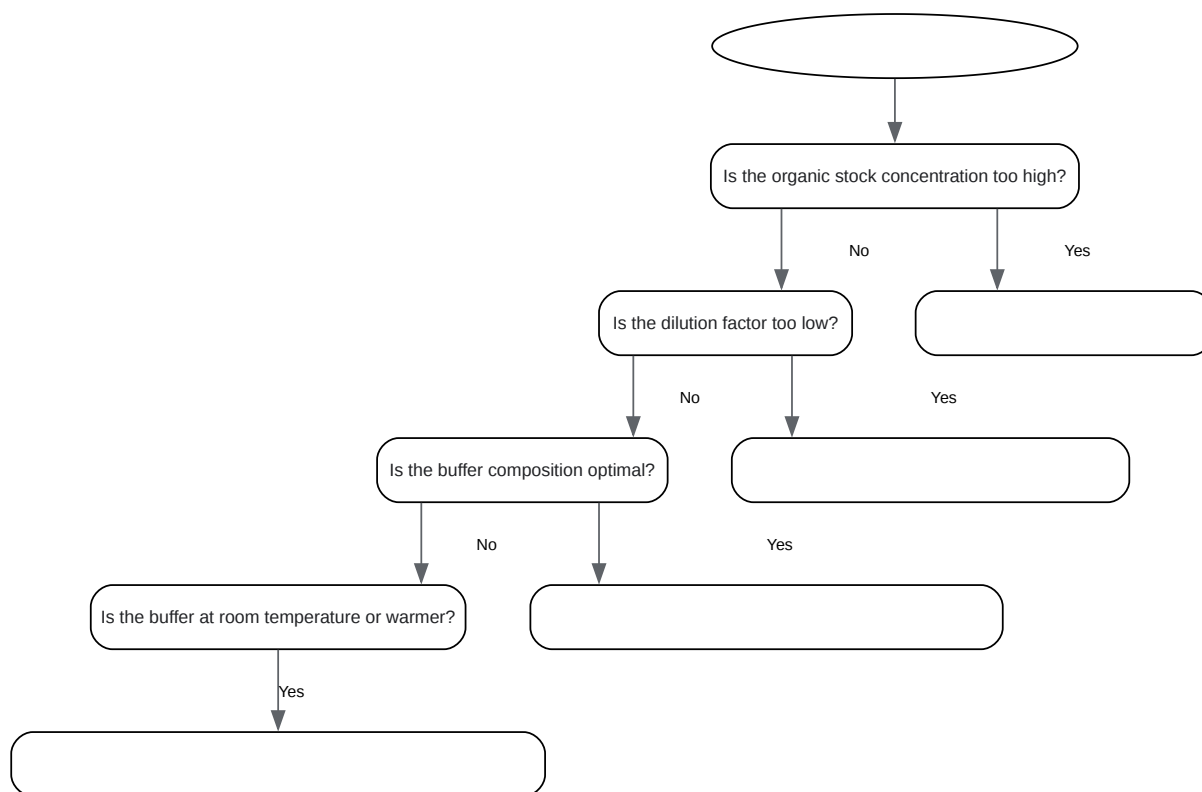 Is the organic stock concentration too high?
No
Yes
Is the dilution factor too low?
No
Yes
Is the buffer composition optimal?
No
Yes
Is the buffer at room temperature or warmer?
Yes